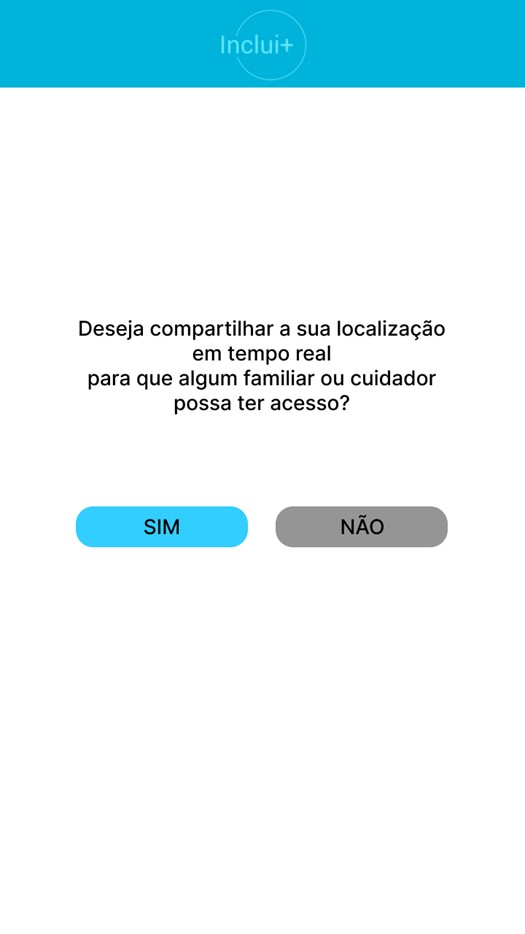 Inclui+
Deseja compartilhar a sua localização
em tempo real
para que algum familiar ou cuidador
possa ter acesso?
SIM
NÃO